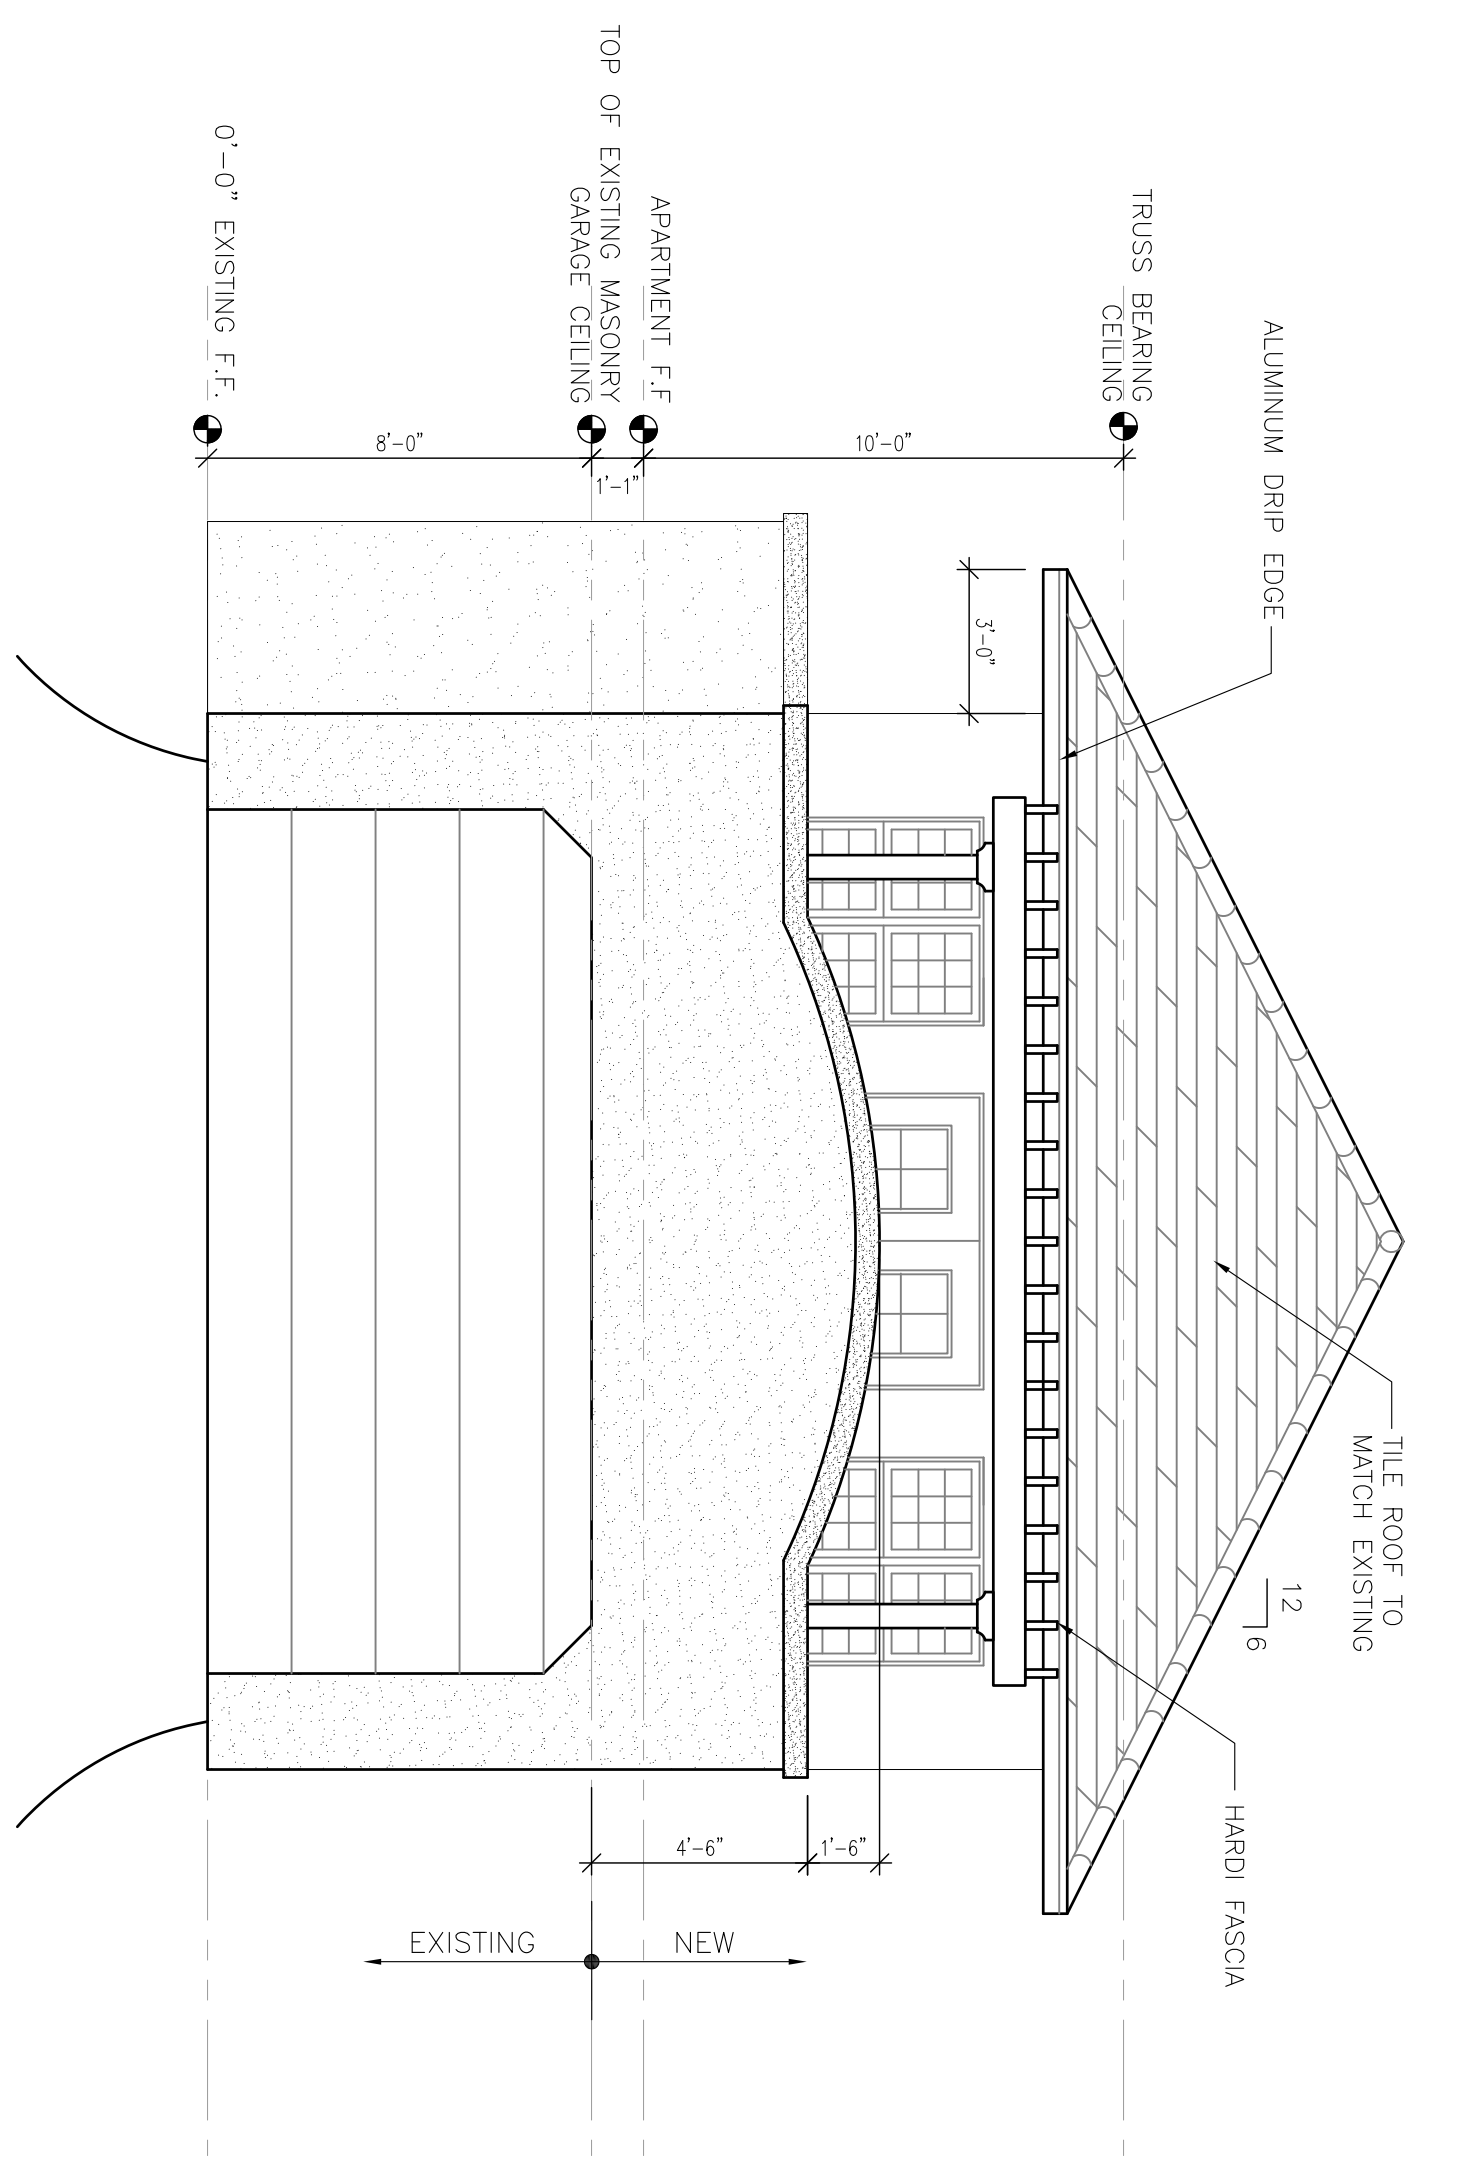 ALUMINUM DRIP EDGE
TILE ROOF TO
MATCH EXISTING
12
6
HARDI FASCIA
TRUSS BEARING
CEILING
10'-0"
3'-0"
APARTMENT F.F
TOP OF EXISTING MASONRY
GARAGE CEILING
1'-1"
8'-0"
0'-0" EXISTING F.F.
1'-6"
4'-6"
NEW
EXISTING